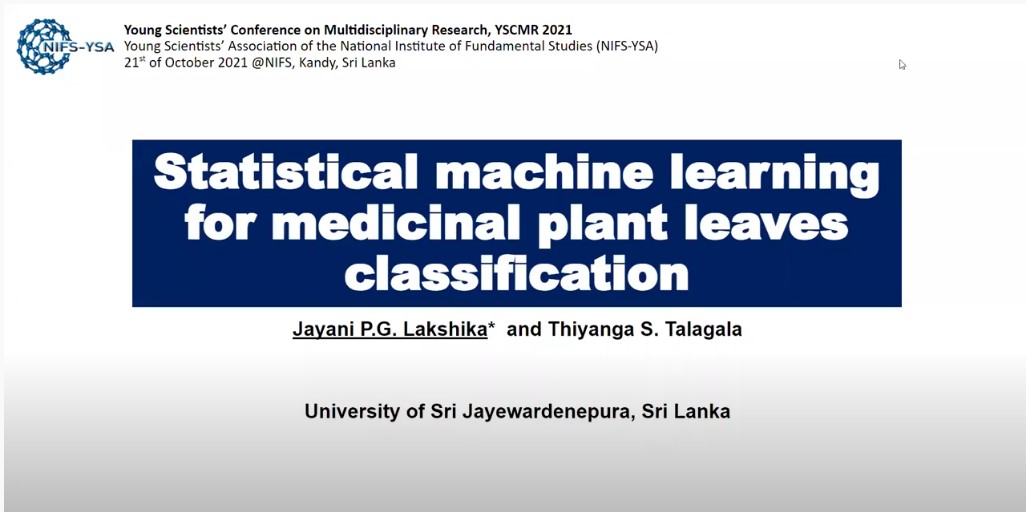 NIFS-YSA
Young Scientists' Conference on Multidisciplinary Research, YSCMR 2021
Young Scientists' Association of the National Institute of Fundamental Studies (NIFS-YSA)
21st of October 2021 @NIFS, Kandy, Sri Lanka
Statistical machine learning
for medicinal plant leaves
classification
Jayani P.G. Lakshika* and Thiyanga S. Talagala
University of Sri Jayewardenepura, Sri Lanka